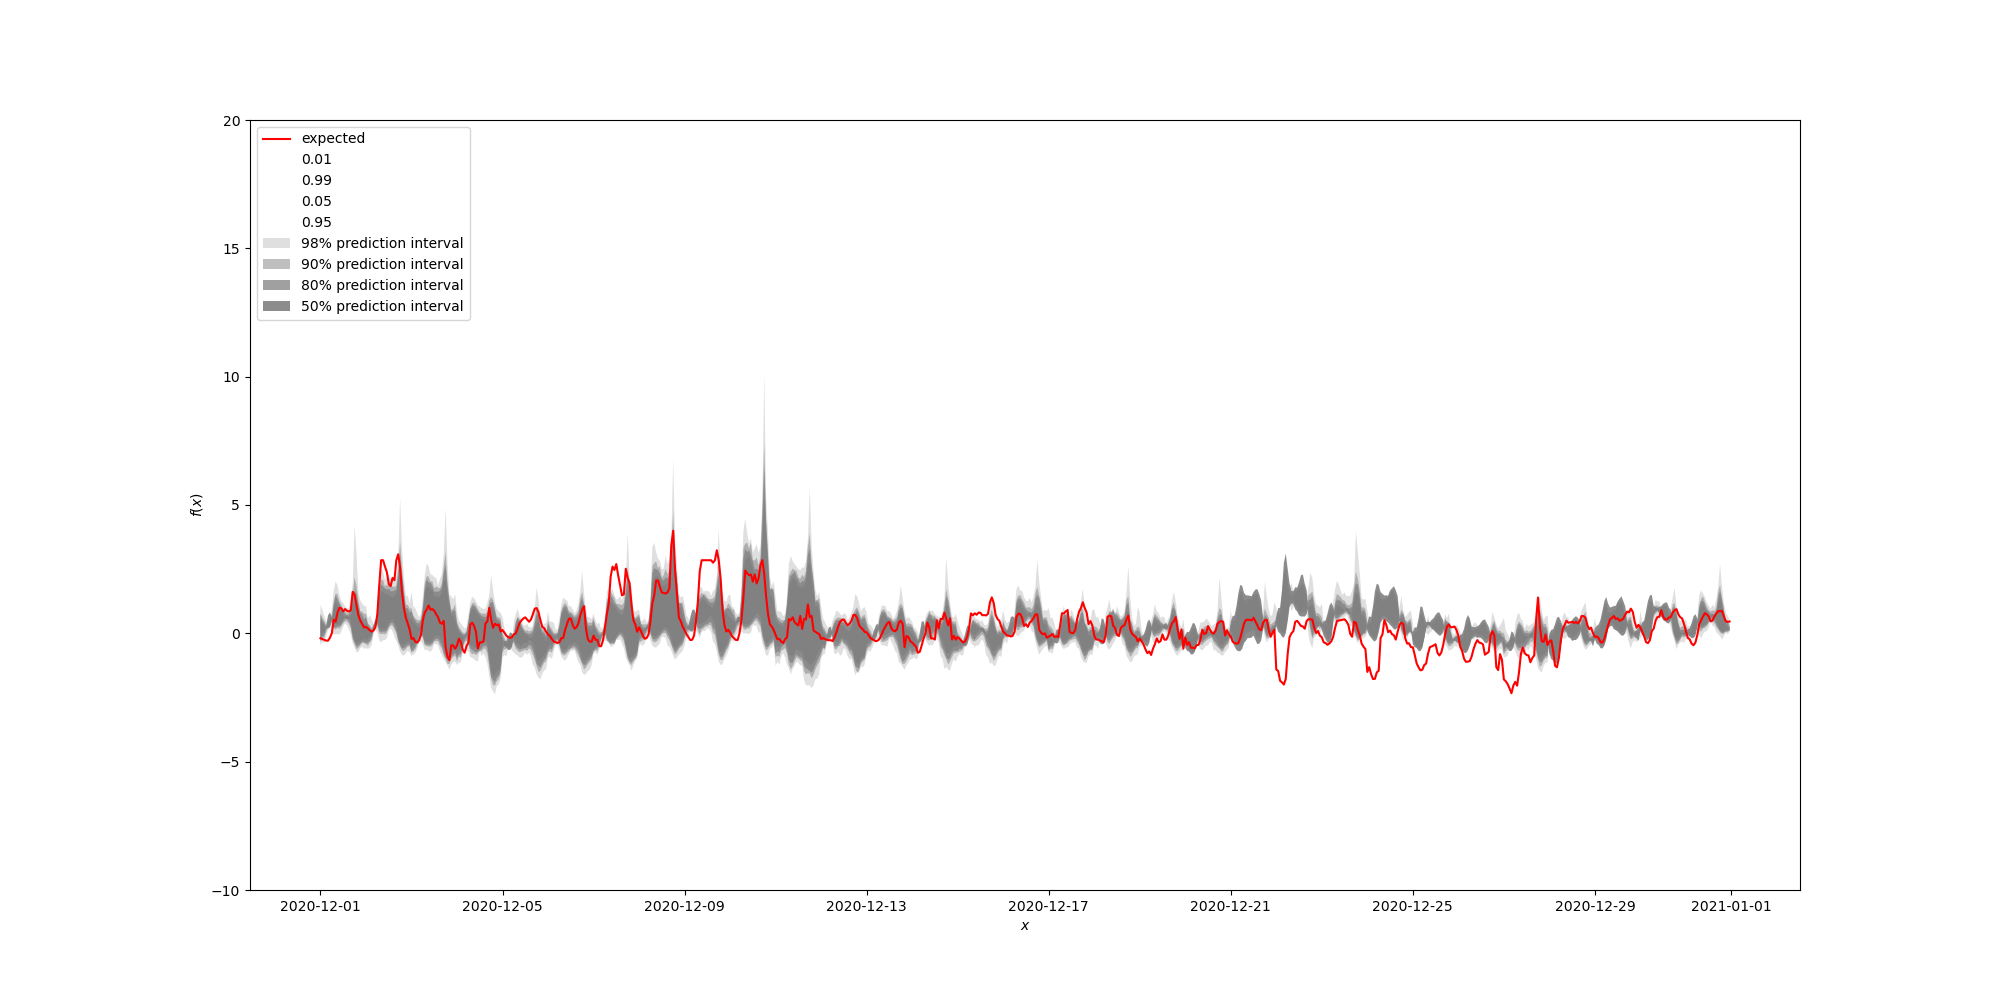 20
15
10
5
0
−5
−10
f(x)
expected
0.01
0.99
0.05
0.95
98% prediction interval
90% prediction interval
80% prediction interval
50% prediction interval
2020-12-01 2020-12-05 2020-12-09 2020-12-13 2020-12-17 2020-12-21 2020-12-25 2020-12-29 2021-01-01
x